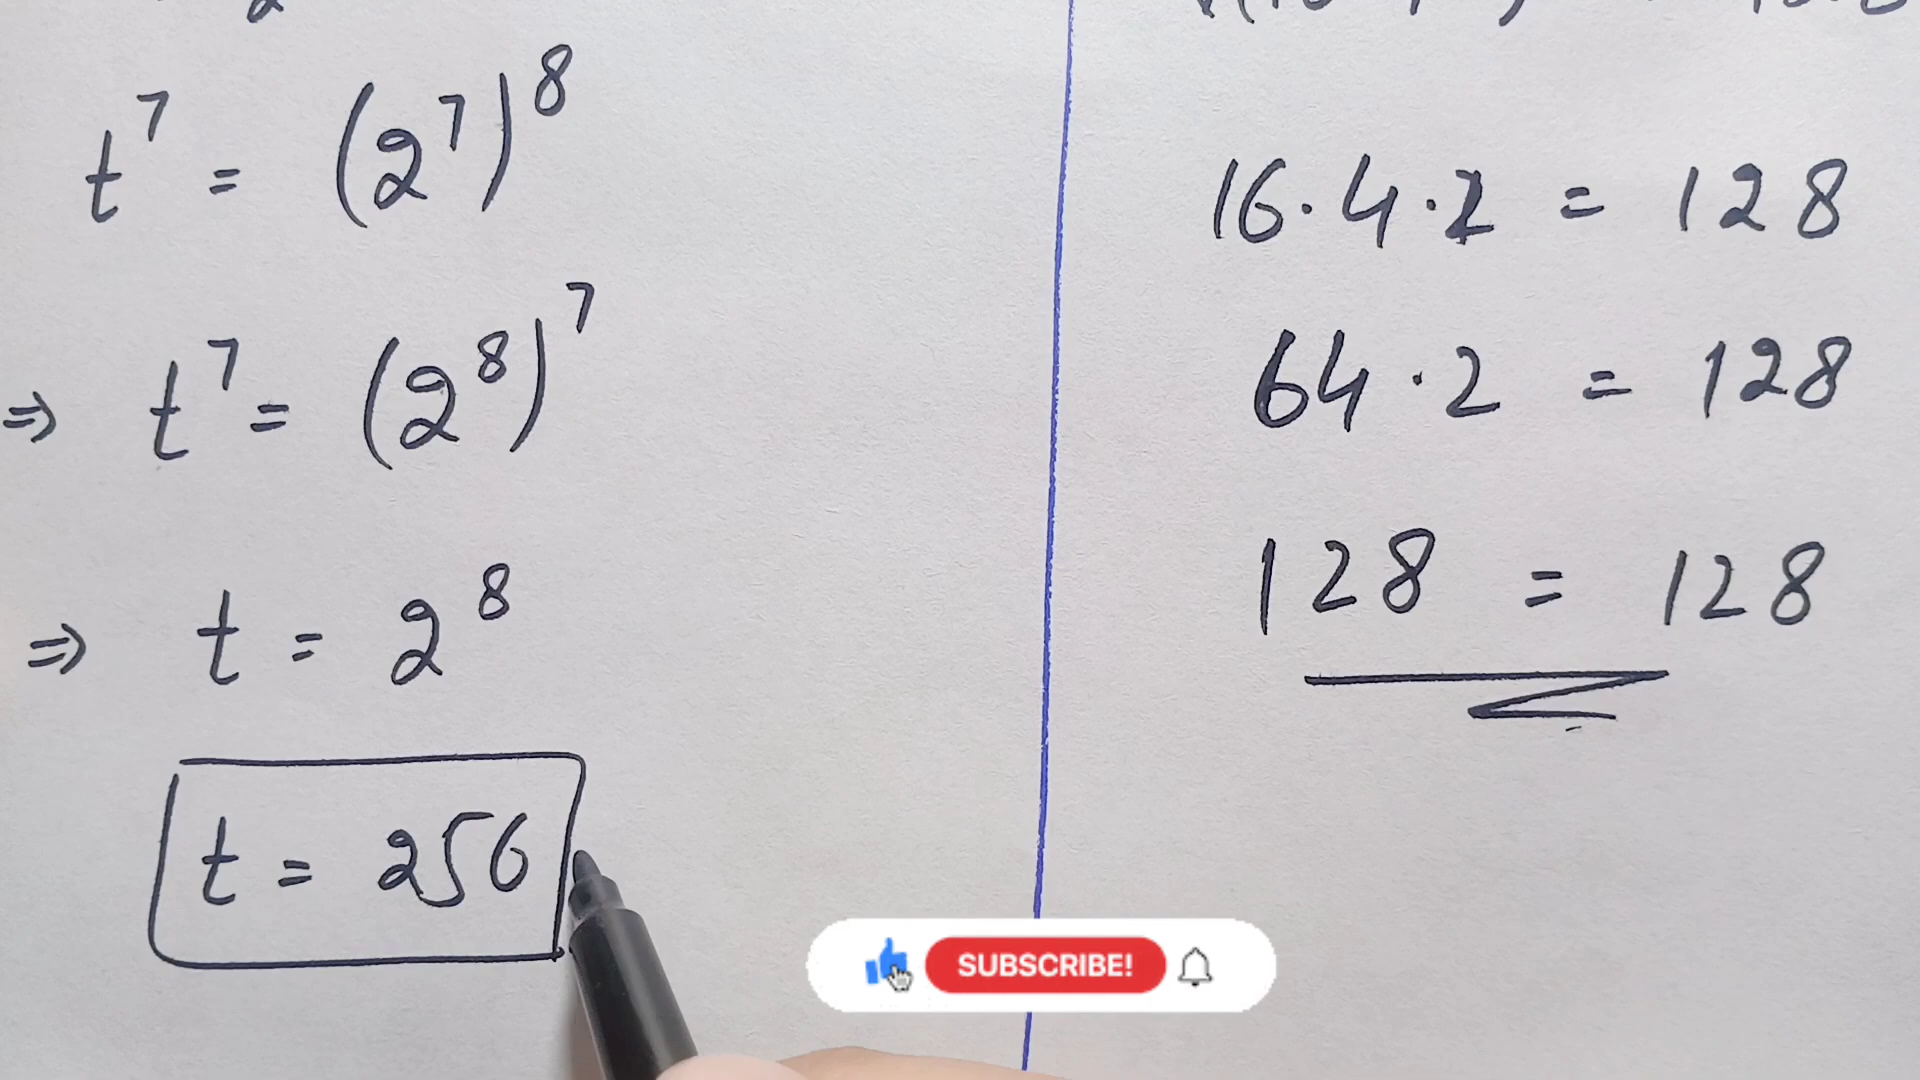 t⁷ = (2⁷)⁸
⇒ t⁷ = (2⁸)⁷
⇒ t = 2⁸
t = 256
16·4·2 = 128
64·2 = 128
128 = 128
SUBSCRIBE!